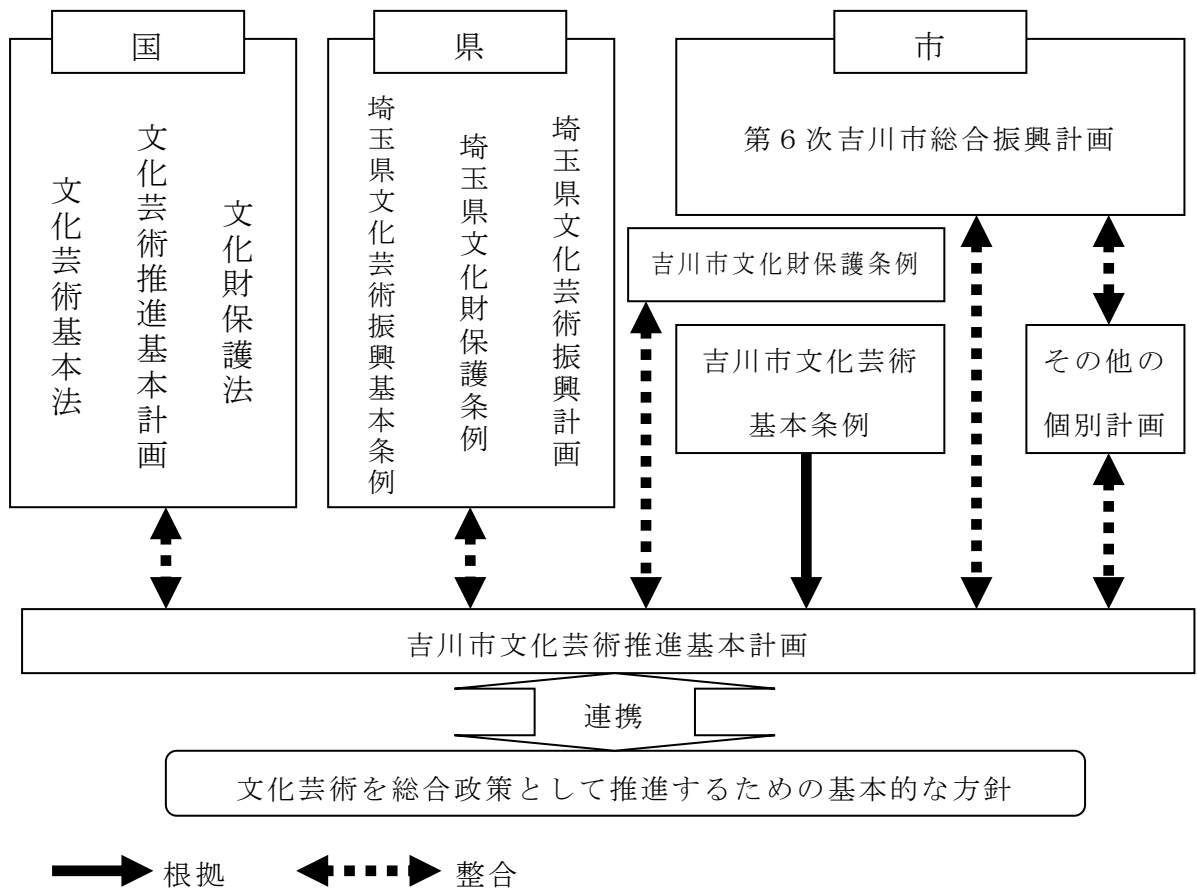 国
文化芸術基本法
文化芸術推進基本計画
文化財保護法
県
埼玉県文化芸術振興基本条例
埼玉県文化財保護条例
埼玉県文化芸術振興計画
市
第6次吉川市総合振興計画
吉川市文化財保護条例
吉川市文化芸術
基本条例
その他の
個別計画
吉川市文化芸術推進基本計画
連携
文化芸術を総合政策として推進するための基本的な方針
根拠
整合